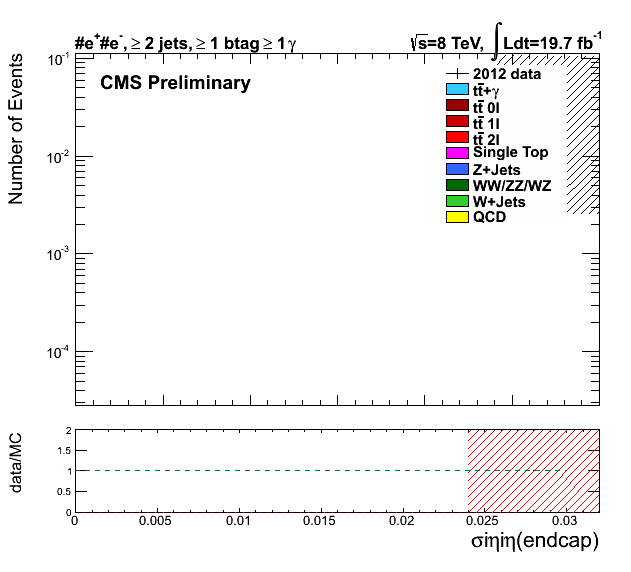 #e⁺#e⁻, ≥ 2 jets, ≥ 1 btag ≥ 1 γ
√s=8 TeV, ∫Ldt=19.7 fb⁻¹
Number of Events
10⁻¹
10⁻²
10⁻³
10⁻⁴
CMS Preliminary
2012 data
tt̄+γ
tt̄ 0l
tt̄ 1l
tt̄ 2l
Single Top
Z+Jets
WW/ZZ/WZ
W+Jets
QCD
data/MC
2
1.5
1
0.5
0
0 0.005 0.01 0.015 0.02 0.025 0.03
σiηiη(endcap)